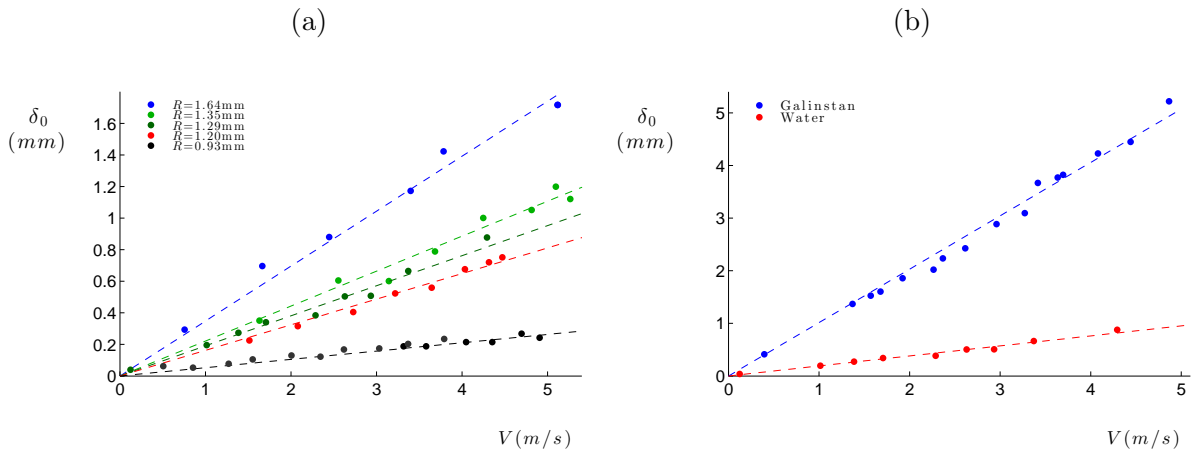 (a)
δ0
(mm)
R=1.64mm
R=1.35mm
R=1.29mm
R=1.20mm
R=0.93mm
1.6
1.4
1.2
1
0.8
0.6
0.4
0.2
0
0 1 2 3 4 5
V(m/s)
(b)
δ0
(mm)
Galinstan
Water
5
4
3
2
1
0
0 1 2 3 4 5
V(m/s)